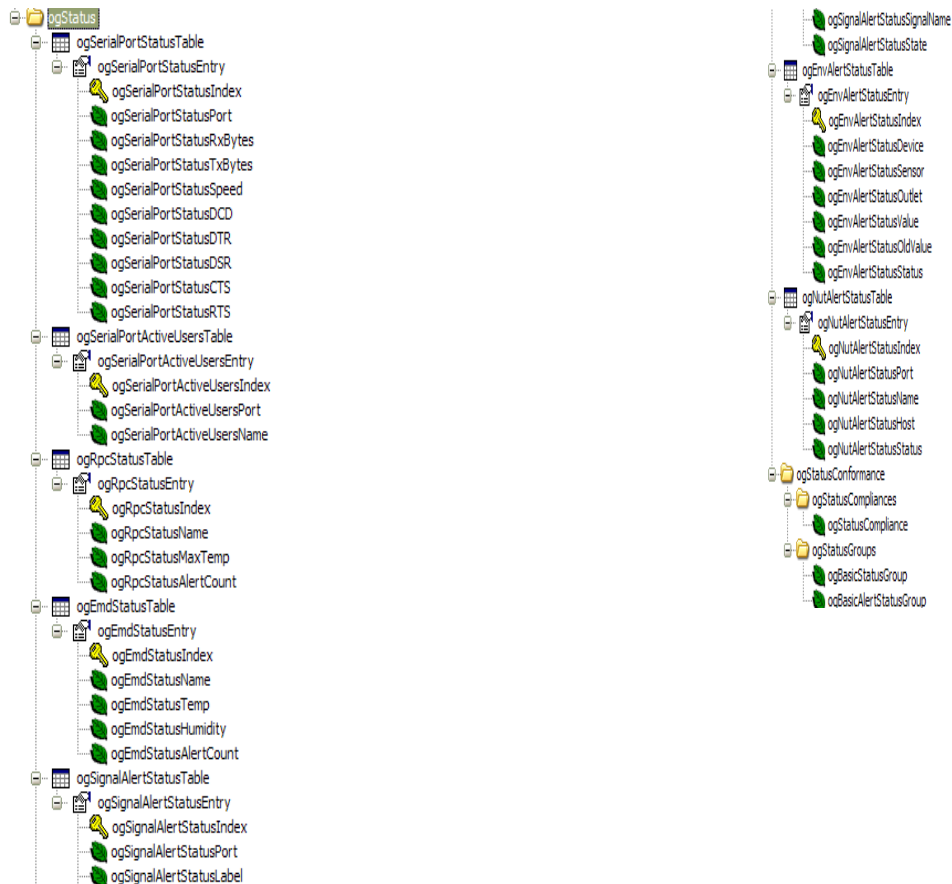 ogStatus
ogSerialPortStatusTable
ogSerialPortStatusEntry
ogSerialPortStatusIndex
ogSerialPortStatusPort
ogSerialPortStatusRxBytes
ogSerialPortStatusTxBytes
ogSerialPortStatusSpeed
ogSerialPortStatusDCD
ogSerialPortStatusDTR
ogSerialPortStatusDSR
ogSerialPortStatusCTS
ogSerialPortStatusRTS
ogSerialPortActiveUsersTable
ogSerialPortActiveUsersEntry
ogSerialPortActiveUsersIndex
ogSerialPortActiveUsersPort
ogSerialPortActiveUsersName
ogRpcStatusTable
ogRpcStatusEntry
ogRpcStatusIndex
ogRpcStatusName
ogRpcStatusMaxTemp
ogRpcStatusAlertCount
ogEmdStatusTable
ogEmdStatusEntry
ogEmdStatusIndex
ogEmdStatusName
ogEmdStatusTemp
ogEmdStatusHumidity
ogEmdStatusAlertCount
ogSignalAlertStatusTable
ogSignalAlertStatusEntry
ogSignalAlertStatusIndex
ogSignalAlertStatusPort
ogSignalAlertStatusLabel
ogSignalAlertStatusSignalName
ogSignalAlertStatusState
ogEnvAlertStatusTable
ogEnvAlertStatusEntry
ogEnvAlertStatusIndex
ogEnvAlertStatusDevice
ogEnvAlertStatusSensor
ogEnvAlertStatusOutlet
ogEnvAlertStatusValue
ogEnvAlertStatusOldValue
ogEnvAlertStatusStatus
ogNutAlertStatusTable
ogNutAlertStatusEntry
ogNutAlertStatusIndex
ogNutAlertStatusPort
ogNutAlertStatusName
ogNutAlertStatusHost
ogNutAlertStatusStatus
ogStatusConformance
ogStatusCompliances
ogStatusCompliance
ogStatusGroups
ogBasicStatusGroup
ogBasicAlertStatusGroup